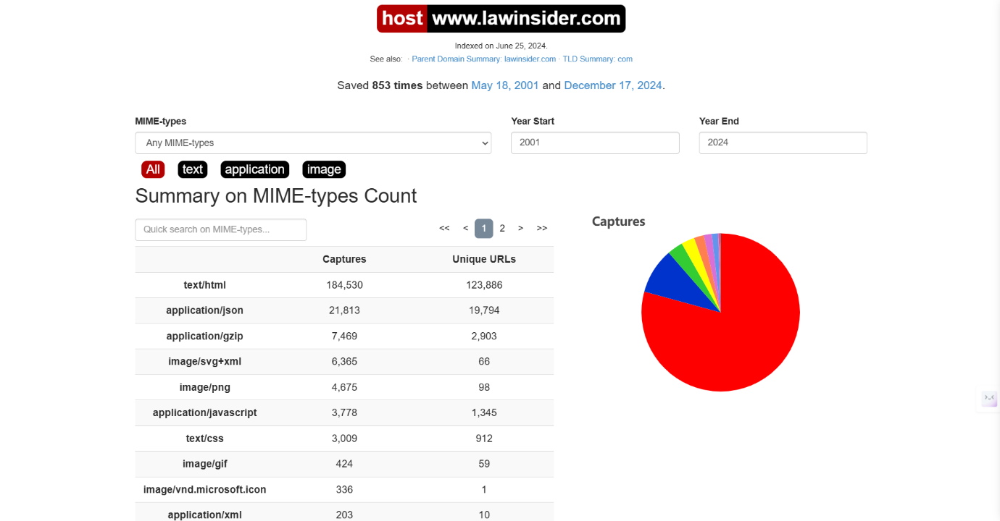 host www.lawinsider.com
Indexed on June 25, 2024.
See also: · Parent Domain Summary: lawinsider.com · TLD Summary: com
Saved 853 times between May 18, 2001 and December 17, 2024.
MIME-types Year Start Year End
Any MIME-types 2001 2024
All text application image
Summary on MIME-types Count
Quick search on MIME-types... << < 1 2 > >>
Captures
Captures Unique URLs
text/html 184,530 123,886
application/json 21,813 19,794
application/gzip 7,469 2,903
image/svg+xml 6,365 66
image/png 4,675 98
application/javascript 3,778 1,345
text/css 3,009 912
image/gif 424 59
image/vnd.microsoft.icon 336 1
application/xml 203 10